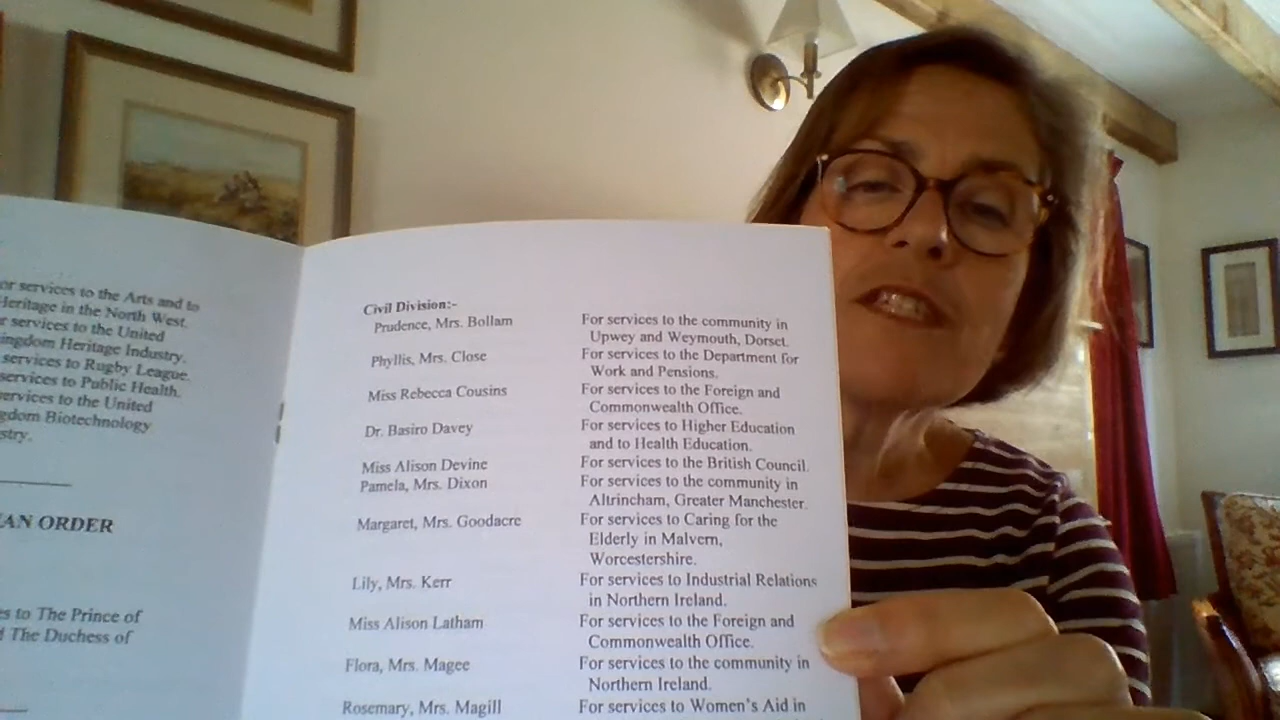 or services to the Arts and to
Heritage in the North West.
r services to the United
ingdom Heritage Industry.
services to Rugby League.
services to Public Health.
services to the United
gdom Biotechnology
stry.
IAN ORDER
es to The Prince of
d The Duchess of
Civil Division:-
Prudence, Mrs. Bollam For services to the community in
Upwey and Weymouth, Dorset.
Phyllis, Mrs. Close For services to the Department for
Work and Pensions.
Miss Rebecca Cousins For services to the Foreign and
Commonwealth Office.
Dr. Basiro Davey For services to Higher Education
and to Health Education.
Miss Alison Devine For services to the British Council.
Pamela, Mrs. Dixon For services to the community in
Altrincham, Greater Manchester.
Margaret, Mrs. Goodacre For services to Caring for the
Elderly in Malvern,
Worcestershire.
Lily, Mrs. Kerr For services to Industrial Relations
in Northern Ireland.
Miss Alison Latham For services to the Foreign and
Commonwealth Office.
Flora, Mrs. Magee For services to the community in
Northern Ireland.
Rosemary, Mrs. Magill For services to Women's Aid in